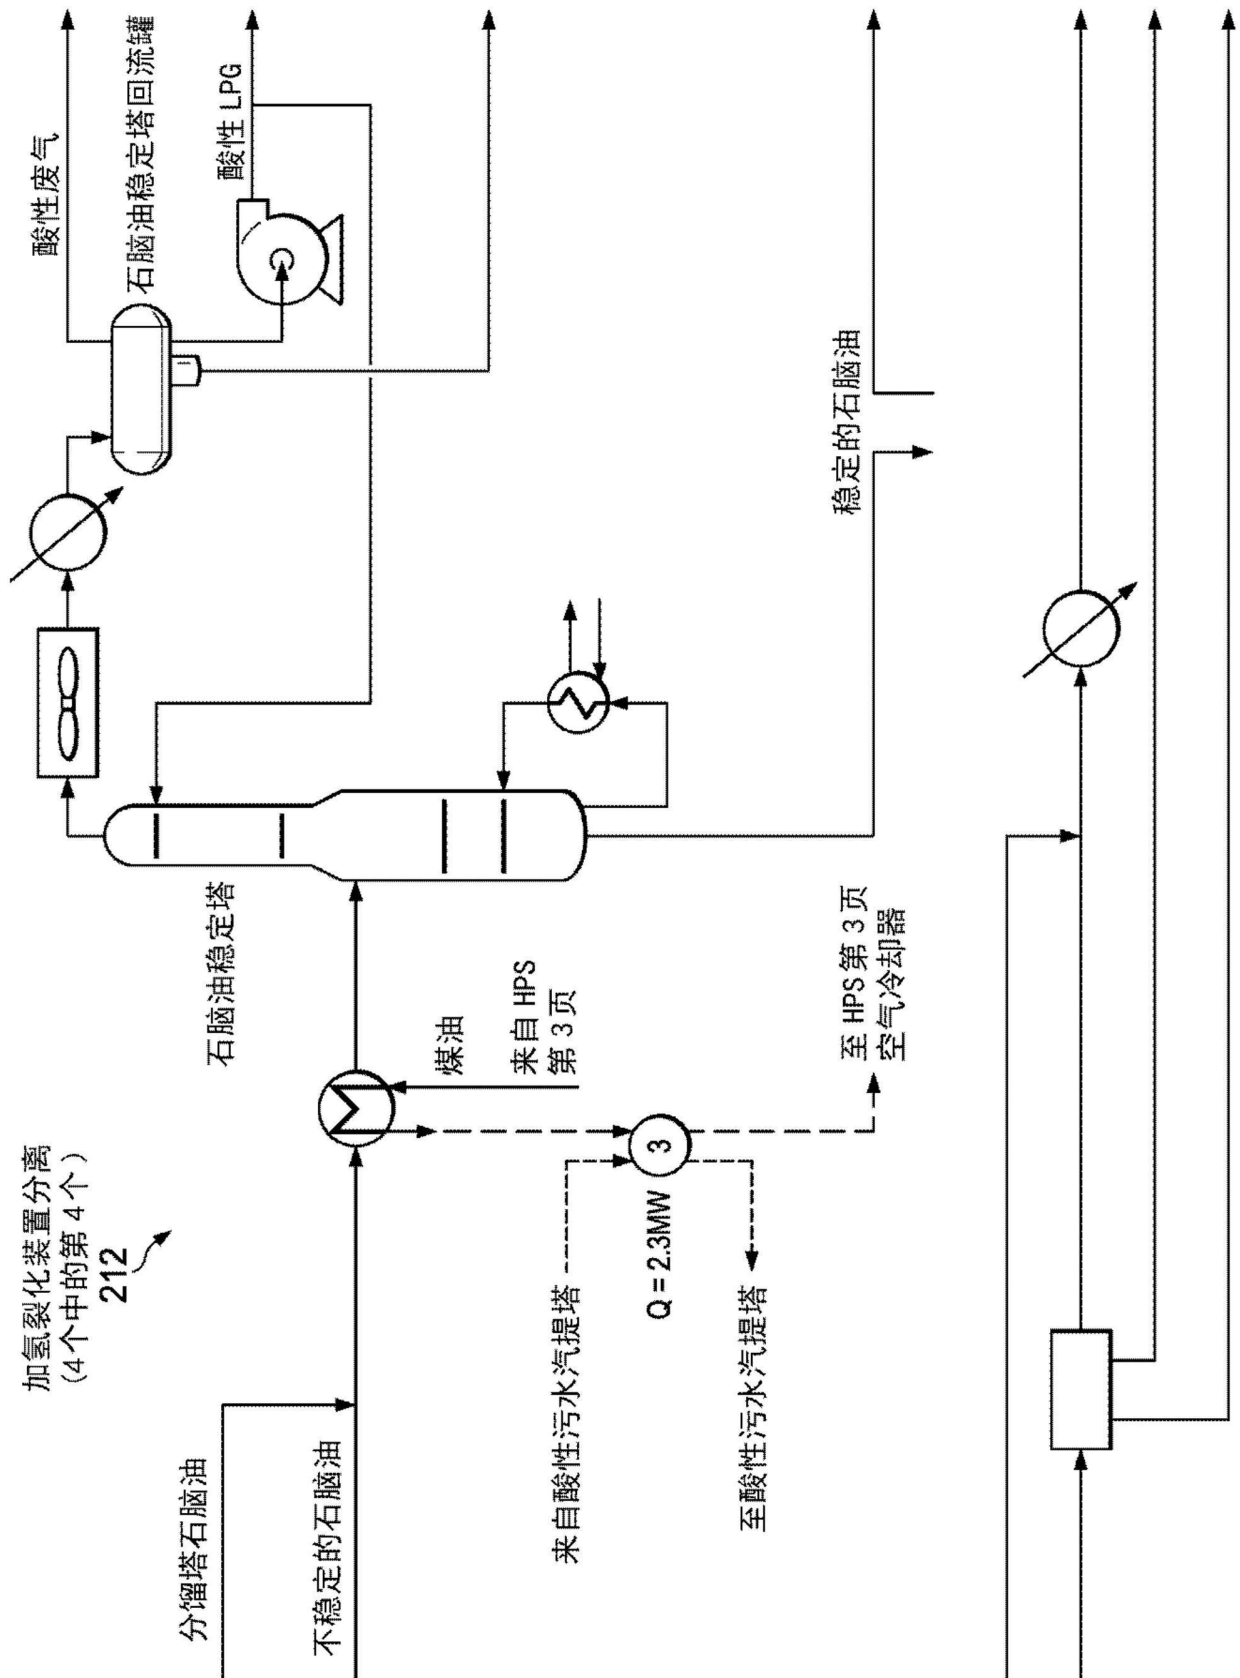 加氢裂化装置分离
(4个中的第4个)
212
分馏塔石脑油
不稳定的石脑油
石脑油稳定塔
酸性废气
石脑油稳定塔回流罐
酸性 LPG
煤油
来自 HPS
第 3 页
来自酸性污水汽提塔
3
Q = 2.3MW
至酸性污水汽提塔
至 HPS 第 3 页
空气冷却器
稳定的石脑油